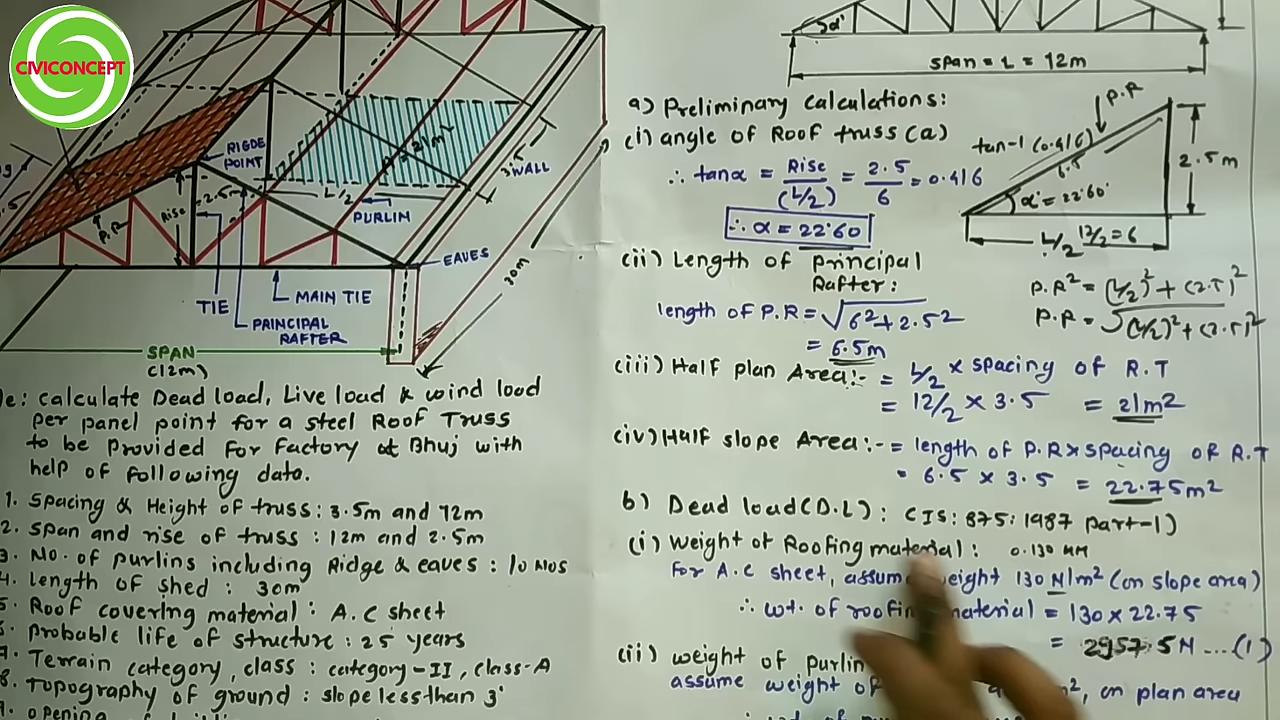 CIVICONCEPT
RIGDE
POINT
2.5m
Rise
P.R
L/2
21m²
WALL
PURLIN
EAVES
30m
TIE
MAIN TIE
PRINCIPAL
RAFTER
SPAN
(12m)
e: calculate Dead load, Live load & wind load
per panel point for a steel Roof Truss
to be provided for factory at Bhuj with
help of following data.
1. spacing & Height of truss: 3.5m and 12m
2. span and rise of truss : 12m and 2.5m
3. No. of purlins including Ridge & eaves : 10 NOS
4. length of shed : 30m
5. Roof covering material : A.C sheet
6. probable life of structure : 25 years
7. Terrain category, class : category-II, class-A
8. Topography of ground : slope less than 3°
α
span = L = 12m
a) Preliminary calculations:
(i) angle of Roof truss (a)
∴ tanα = Rise/(L/2) = 2.5/6 = 0.416
∴ α = 22°60
P.R
tan-1 (0.416)
6.5
2.5m
α = 22°60'
L/2 12/2=6
(ii) Length of principal
Rafter:
length of P.R = √6²+2.5²
= 6.5m
P.R² = (L/2)² + (2.5)²
P.R = √(L/2)² + (2.5)²
(iii) Half plan Area:- = L/2 x spacing of R.T
= 12/2 x 3.5 = 21m²
(iv) Half slope Area:- = length of P.R x spacing of R.T
= 6.5 x 3.5 = 22.75m²
b) Dead load (D.L): (IS: 875: 1987 part-1)
(i) weight of Roofing material: 0.130
For A.C sheet, assume weight 130 N/m² (on slope area)
∴ wt. of roofing material = 130 x 22.75
= 2957.5N ...(1)
(ii) weight of purlin
assume weight of m², on plan area